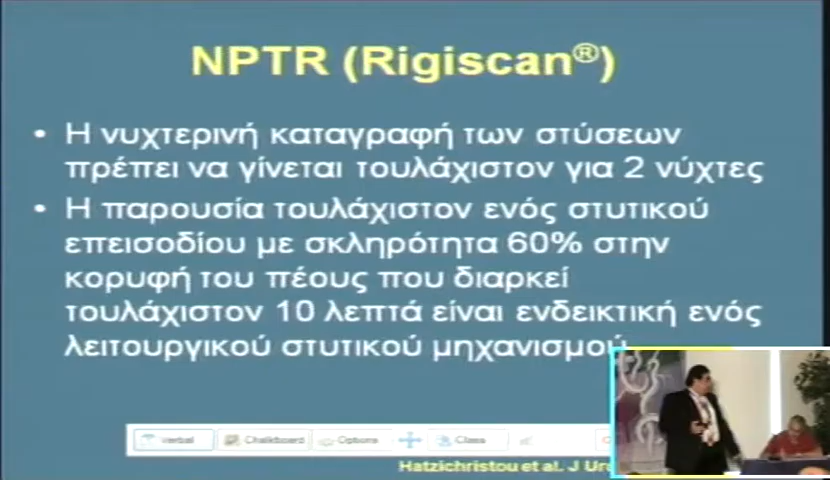 NPTR (Rigiscan®)
• Η νυχτερινή καταγραφή των στύσεων
πρέπει να γίνεται τουλάχιστον για 2 νύχτες
• Η παρουσία τουλάχιστον ενός στυτικού
επεισοδίου με σκληρότητα 60% στην
κορυφή του πέους που διαρκεί
τουλάχιστον 10 λεπτά είναι ενδεικτική ενός
λειτουργικού στυτικού μηχανισμού
verbal Chalkboard Options Class
Hatzichristou et al. J Uro